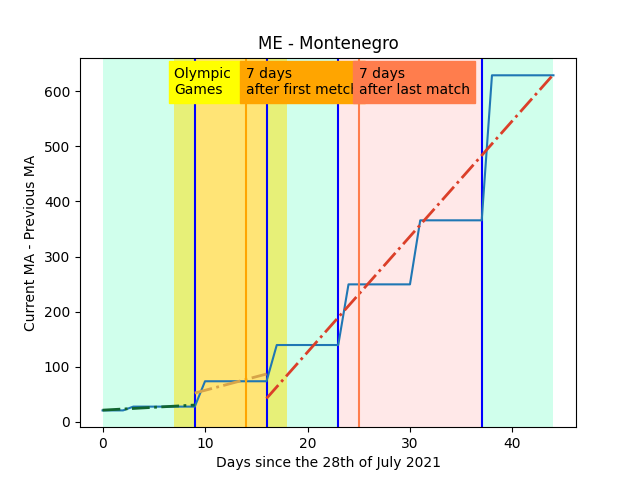 ME - Montenegro
Olympic
Games
7 days
after first metch
7 days
after last match
Current MA - Previous MA
600
500
400
300
200
100
0
0
10
20
30
40
Days since the 28th of July 2021